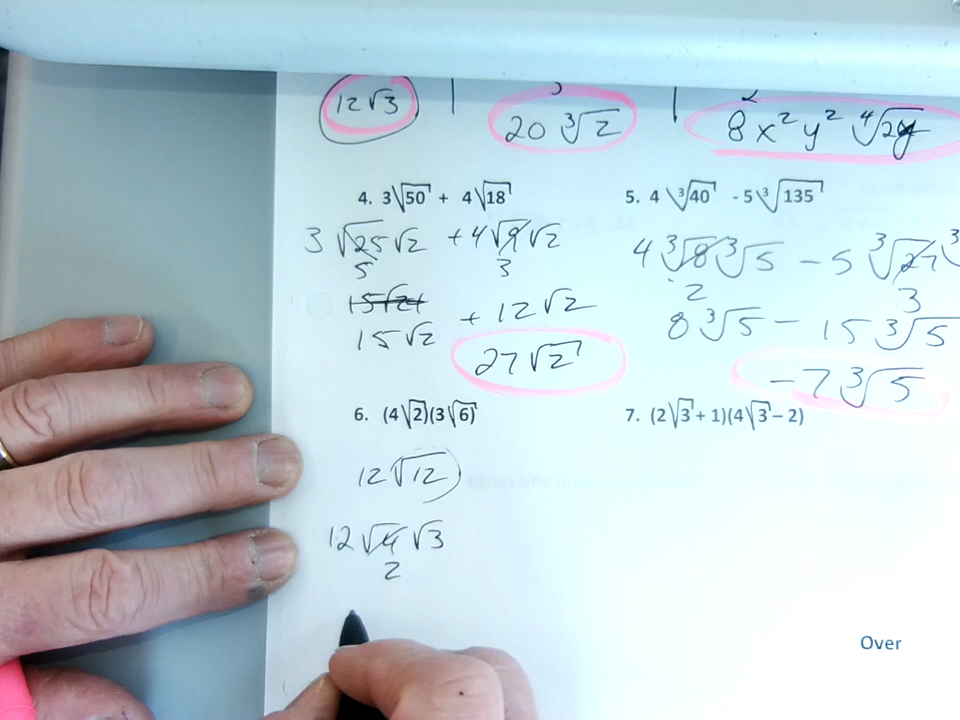 12√3 | 20 ∛2 | 8x²y² ∜2y
4. 3√50 + 4√18
5. 4 ∛40 - 5∛135
3 √25 √2 + 4√9 √2
5 3
4 ∛8 ∛5 − 5 ∛27 3
2 3
15√2 + 12√2
8 ∛5 − 15 ∛5
27√2
−7 ∛5
6. (4√2)(3√6)
7. (2√3 + 1)(4√3 − 2)
12√12
12√4 √3
2
Over